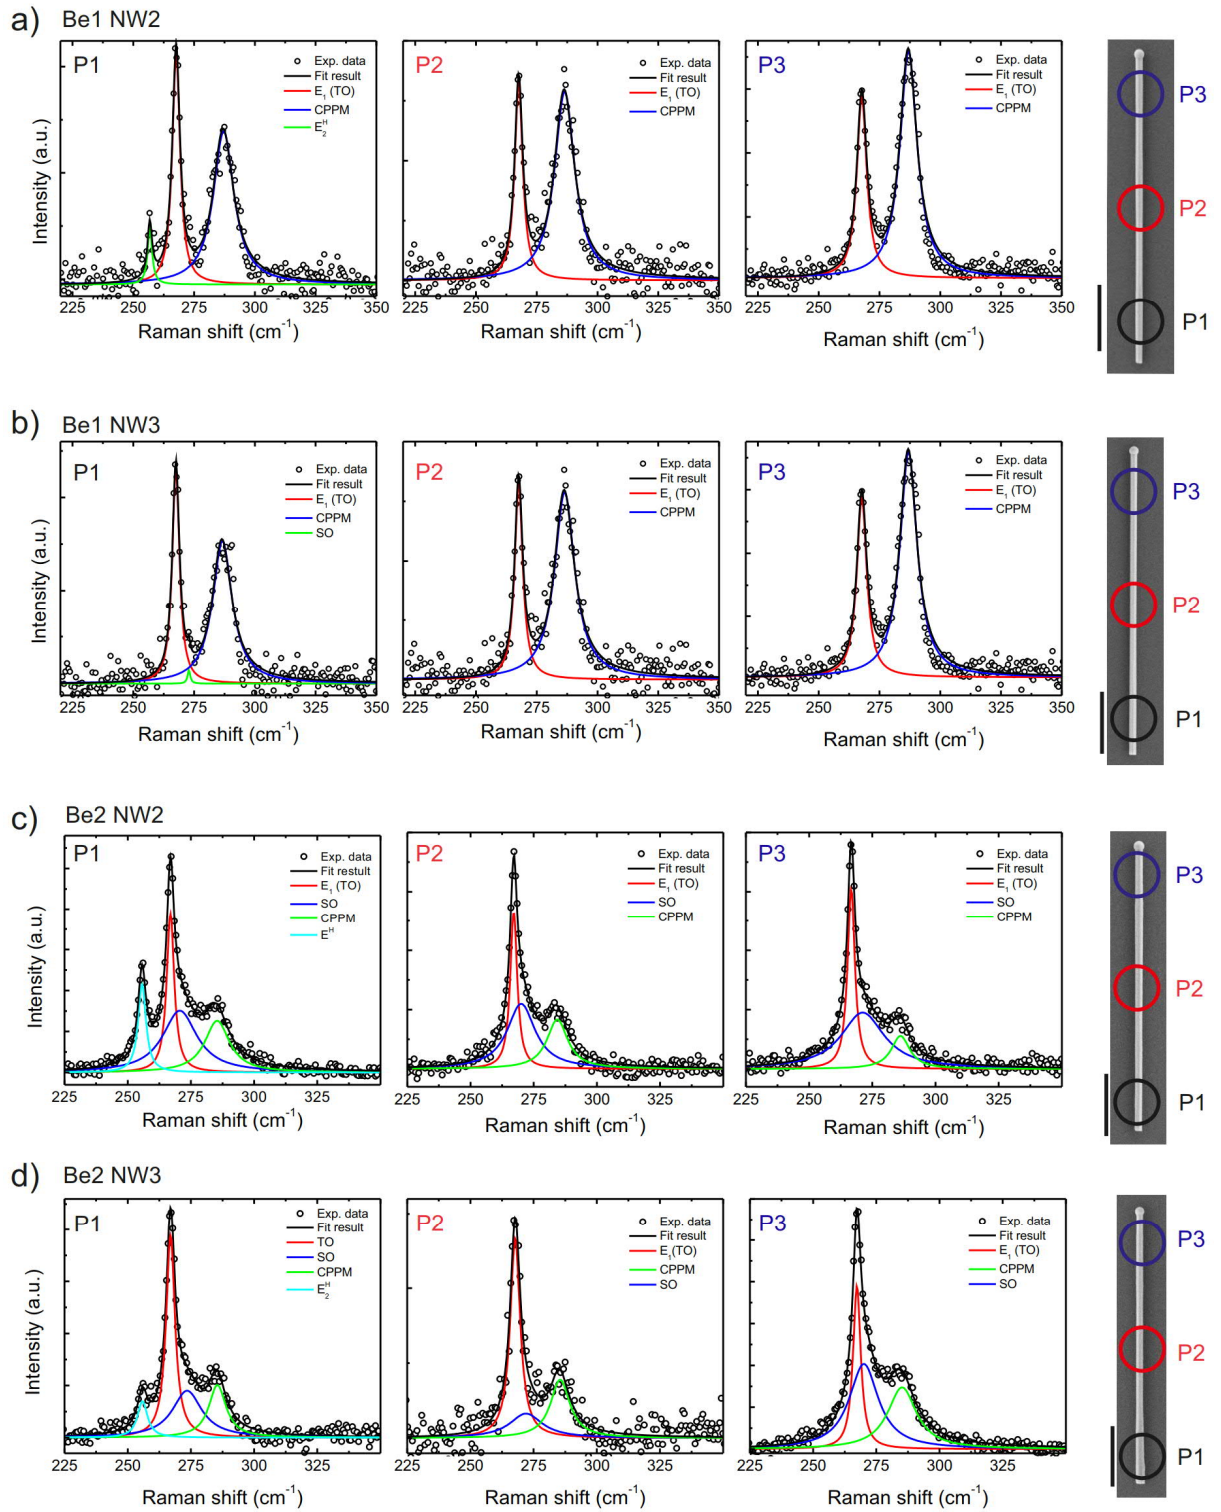 a) Be1 NW2
P1
Exp. data
Fit result
E1 (TO)
CPPM
E2H
P2
Exp. data
Fit result
E1 (TO)
CPPM
P3
Exp. data
Fit result
E1 (TO)
CPPM
Intensity (a.u.)
225 250 275 300 325 350
225 250 275 300 325 350
225 250 275 300 325 350
Raman shift (cm-1)
Raman shift (cm-1)
Raman shift (cm-1)
P3
P2
P1
b) Be1 NW3
P1
Exp. data
Fit result
E1 (TO)
CPPM
SO
P2
Exp. data
Fit result
E1 (TO)
CPPM
P3
Exp. data
Fit result
E1 (TO)
CPPM
Intensity (a.u.)
225 250 275 300 325 350
225 250 275 300 325 350
225 250 275 300 325 350
Raman shift (cm-1)
Raman shift (cm-1)
Raman shift (cm-1)
P3
P2
P1
c) Be2 NW2
P1
Exp. data
Fit result
E1 (TO)
SO
CPPM
EH
P2
Exp. data
Fit result
E1 (TO)
SO
CPPM
P3
Exp. data
Fit result
E1 (TO)
SO
CPPM
Intensity (a.u.)
225 250 275 300 325
225 250 275 300 325
225 250 275 300 325
Raman shift (cm-1)
Raman shift (cm-1)
Raman shift (cm-1)
P3
P2
P1
d) Be2 NW3
P1
Exp. data
Fit result
TO
SO
CPPM
E2H
P2
Exp. data
Fit result
E1(TO)
CPPM
SO
P3
Exp. data
Fit result
E1 (TO)
CPPM
SO
Intensity (a.u.)
225 250 275 300 325
225 250 275 300 325
225 250 275 300 325
Raman shift (cm-1)
Raman shift (cm-1)
Raman shift (cm-1)
P3
P2
P1